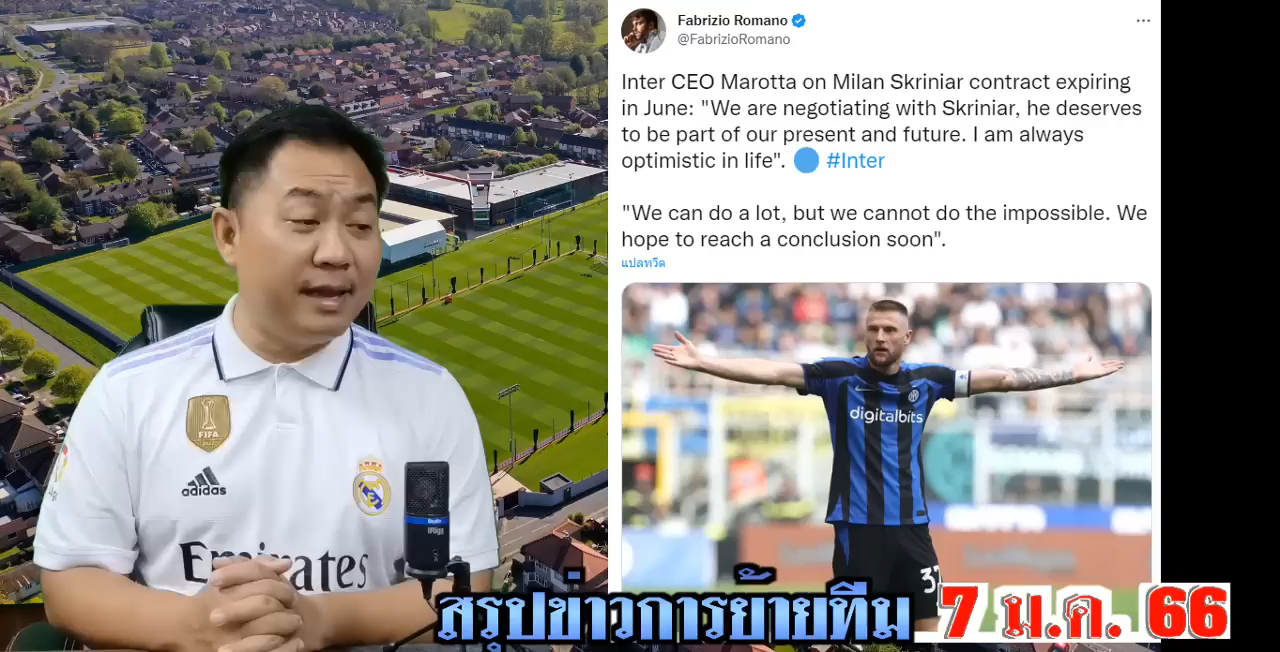 Fabrizio Romano
@FabrizioRomano
Inter CEO Marotta on Milan Skriniar contract expiring
in June: "We are negotiating with Skriniar, he deserves
to be part of our present and future. I am always
optimistic in life". #Inter
"We can do a lot, but we cannot do the impossible. We
hope to reach a conclusion soon".
แปลทวีต
digitalbits
37
FIFA
adidas
Emirates
iRig
สรุปข่าวการย้ายทีม 7 ม.ค. 66